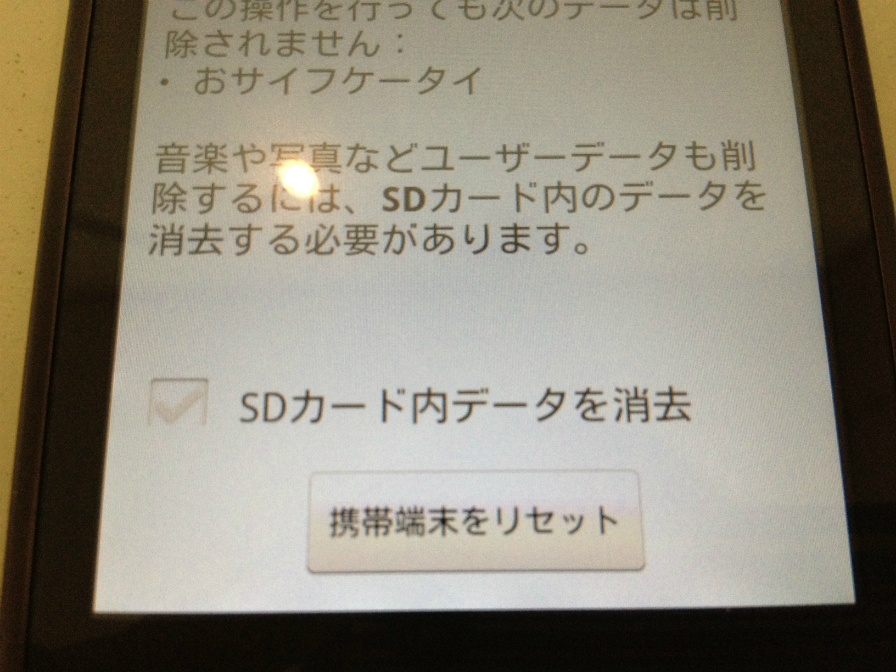 この操作を行っても次のデータは削
除されません：
・ おサイフケータイ
音楽や写真などユーザーデータも削
除するには、SDカード内のデータを
消去する必要があります。
SDカード内データを消去
携帯端末をリセット